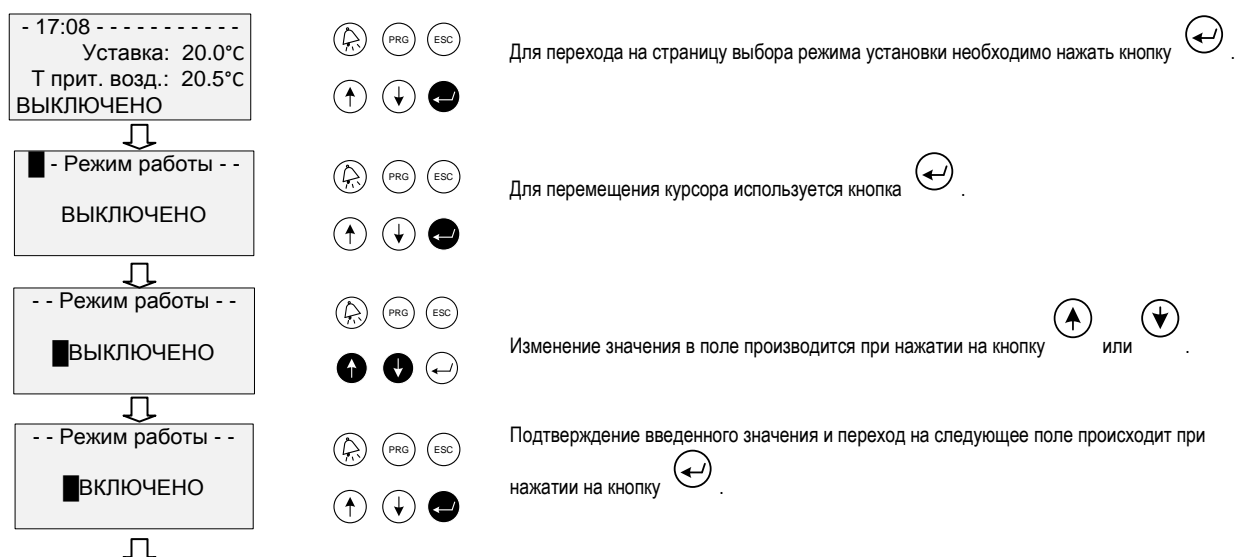 - 17:08 - - - - - - - - - - -
Уставка: 20.0°C
Т прит. возд.: 20.5°C
ВЫКЛЮЧЕНО
PRG ESC
Для перехода на страницу выбора режима установки необходимо нажать кнопку .
- Режим работы - -
ВЫКЛЮЧЕНО
PRG ESC
Для перемещения курсора используется кнопка .
- - Режим работы - -
ВЫКЛЮЧЕНО
PRG ESC
Изменение значения в поле производится при нажатии на кнопку или .
- - Режим работы - -
ВКЛЮЧЕНО
PRG ESC
Подтверждение введенного значения и переход на следующее поле происходит при
нажатии на кнопку .